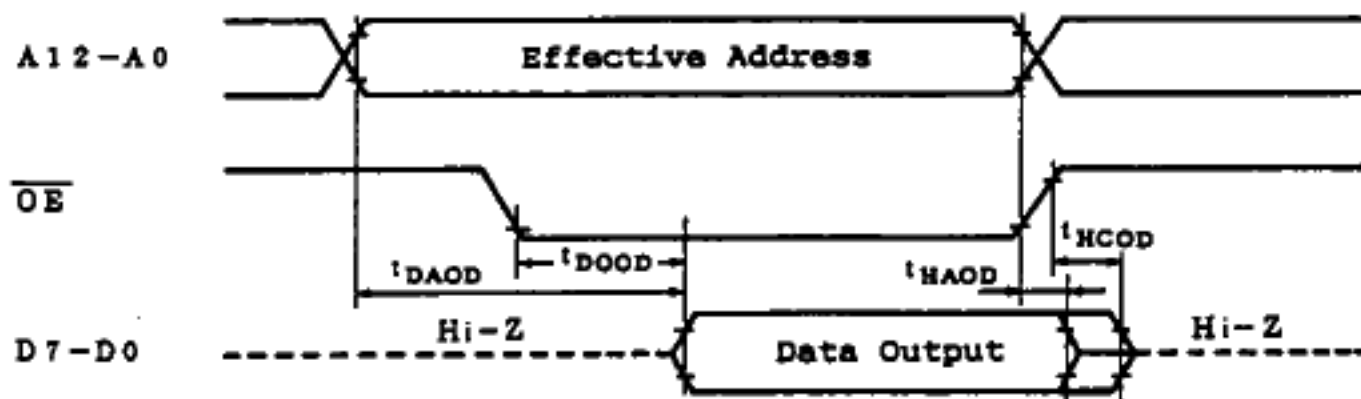 A12-A0
Effective Address
OE
tHCOD
tDOOD
tDAOD
tHAOD
Hi-Z
Hi-Z
D7-D0
Data Output